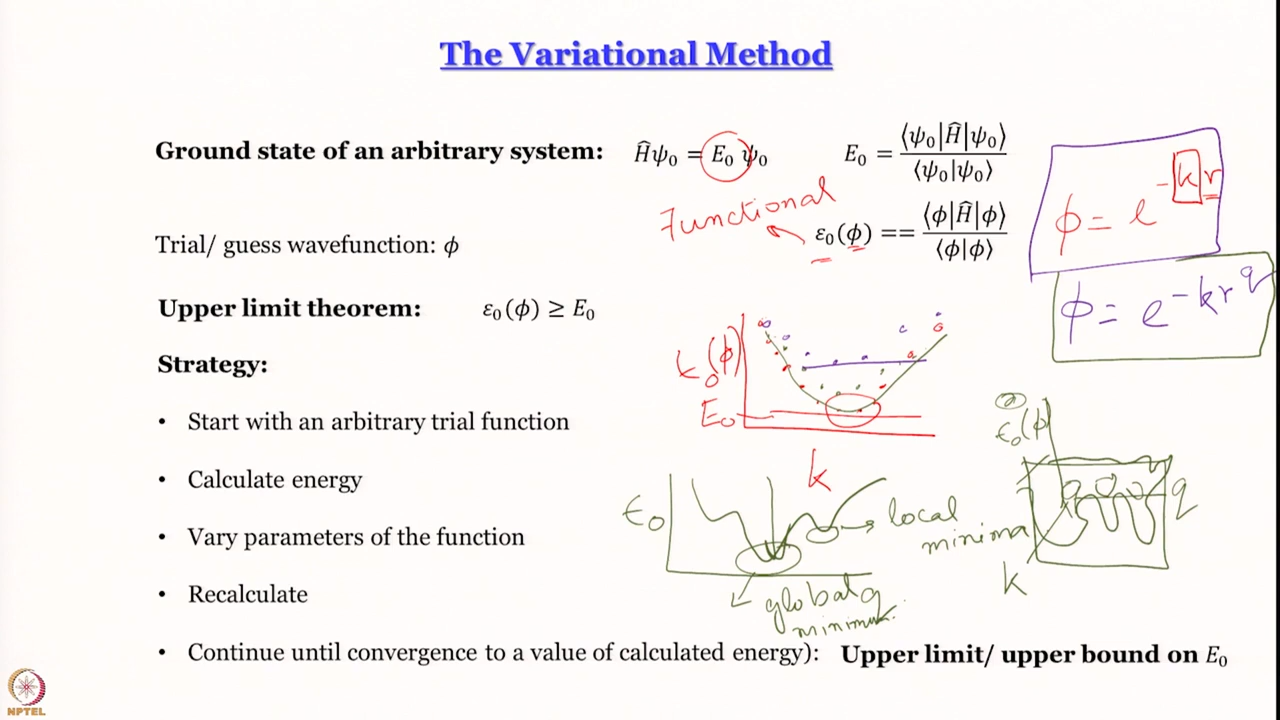 The Variational Method
Ground state of an arbitrary system: Ĥψ₀ = E₀ ψ₀ E₀ = ⟨ψ₀|Ĥ|ψ₀⟩ / ⟨ψ₀|ψ₀⟩
ϕ = e^{-kr}
Functional
Trial/ guess wavefunction: ϕ ε₀(ϕ) == ⟨ϕ|Ĥ|ϕ⟩ / ⟨ϕ|ϕ⟩
ϕ = e^{-kr^q}
Upper limit theorem: ε₀(ϕ) ≥ E₀
Strategy:
ϵ₀(ϕ)
E₀
k
• Start with an arbitrary trial function
• Calculate energy
ϵ₀(ϕ)
q
k
ϵ₀
local
minima
• Vary parameters of the function
• Recalculate
global
minimum.
q
• Continue until convergence to a value of calculated energy): Upper limit/ upper bound on E₀
NPTEL